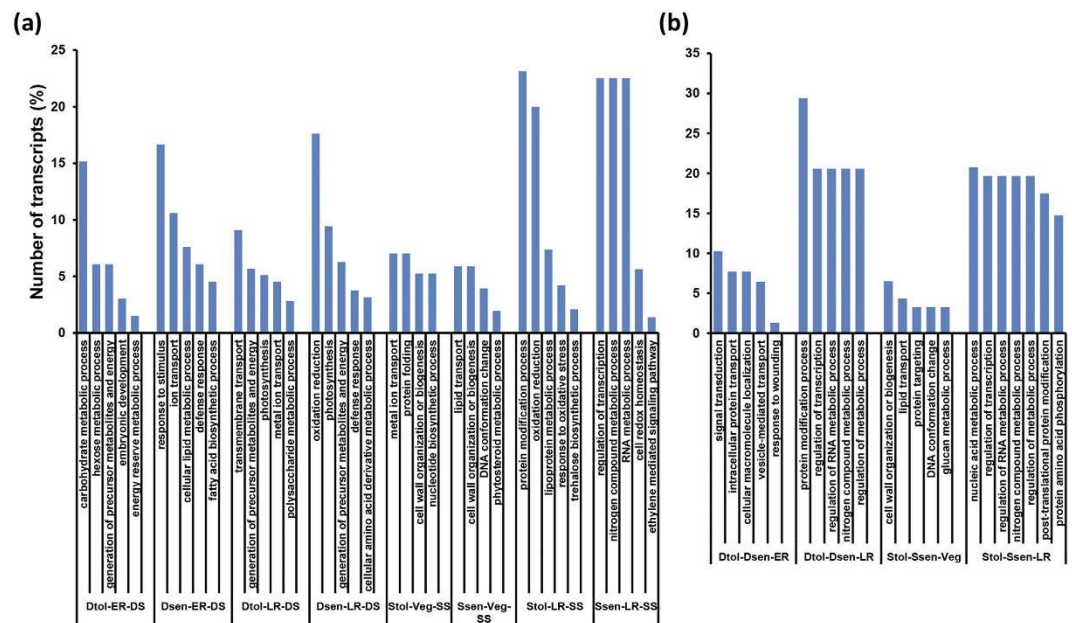 (a)
Number of transcripts (%)
25
20
15
10
5
0
carbohydrate metabolic process
hexose metabolic process
generation of precursor metabolites and energy
embryonic development
energy reserve metabolic process
response to stimulus
ion transport
cellular lipid metabolic process
defense response
fatty acid biosynthetic process
transmembrane transport
generation of precursor metabolites and energy
photosynthesis
metal ion transport
polysaccharide metabolic process
oxidation reduction
photosynthesis
generation of precursor metabolites and energy
defense response
cellular amino acid derivative metabolic process
metal ion transport
protein folding
cell wall organization or biogenesis
nucleotide biosynthetic process
lipid transport
cell wall organization or biogenesis
DNA conformation change
phytosteroid metabolic process
protein modification process
oxidation reduction
lipoprotein metabolic process
response to oxidative stress
trehalose biosynthetic process
regulation of transcription
nitrogen compound metabolic process
RNA metabolic process
cell redox homeostasis
ethylene mediated signaling pathway
Dtol-ER-DS
Dsen-ER-DS
Dtol-LR-DS
Dsen-LR-DS
Stol-Veg-SS
Ssen-Veg-
SS
Stol-LR-SS
Ssen-LR-SS
(b)
35
30
25
20
15
10
5
0
signal transduction
intracellular protein transport
cellular macromolecule localization
vesicle-mediated transport
response to wounding
protein modification process
regulation of transcription
regulation of RNA metabolic process
nitrogen compound metabolic process
regulation of metabolic process
cell wall organization or biogenesis
lipid transport
protein targeting
DNA conformation change
glucan metabolic process
nucleic acid metabolic process
regulation of transcription
regulation of RNA metabolic process
nitrogen compound metabolic process
regulation of metabolic process
post-translational protein modification
protein amino acid phosphorylation
Dtol-Dsen-ER
Dtol-Dsen-LR
Stol-Ssen-Veg
Stol-Ssen-LR